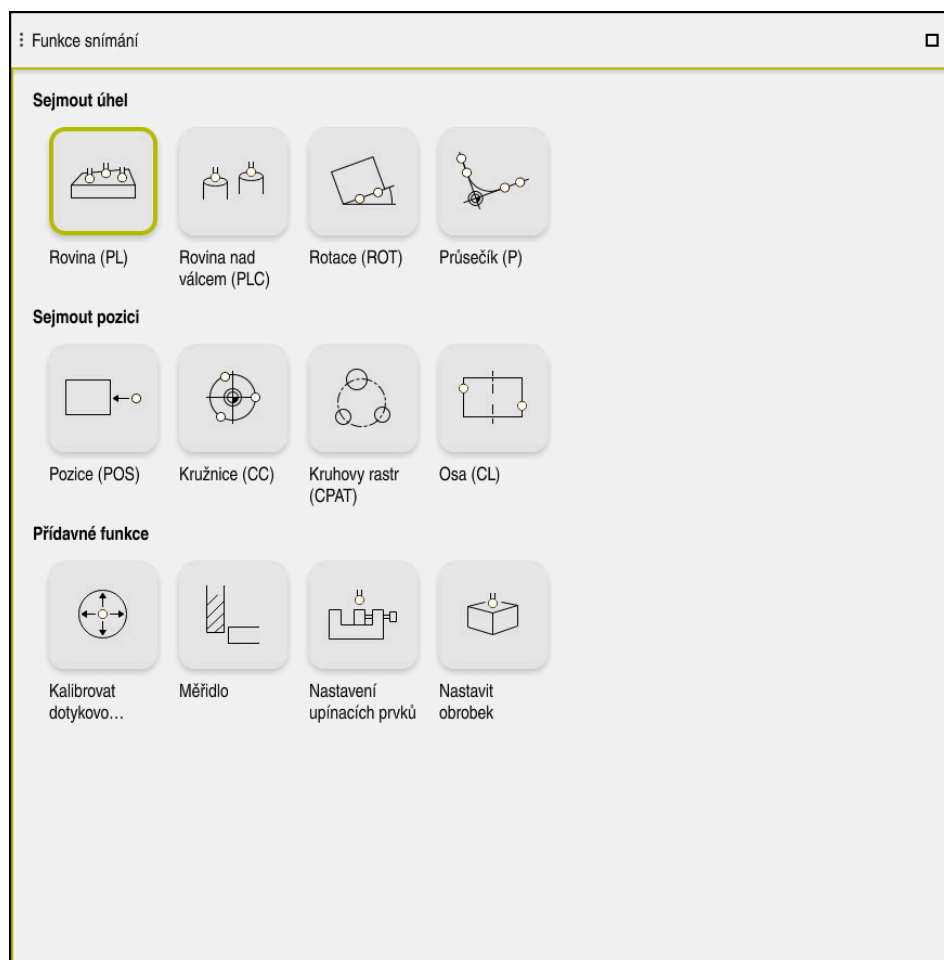 Funkce snímání
Sejmout úhel
Rovina (PL)
Rovina nad
válcem (PLC)
Rotace (ROT)
Průsečík (P)
Sejmout pozici
Pozice (POS)
Kružnice (CC)
Kruhovy rastr
(CPAT)
Osa (CL)
Přídavné funkce
Kalibrovat
dotykovo…
Měřidlo
Nastavení
upínacích prvků
Nastavit
obrobek